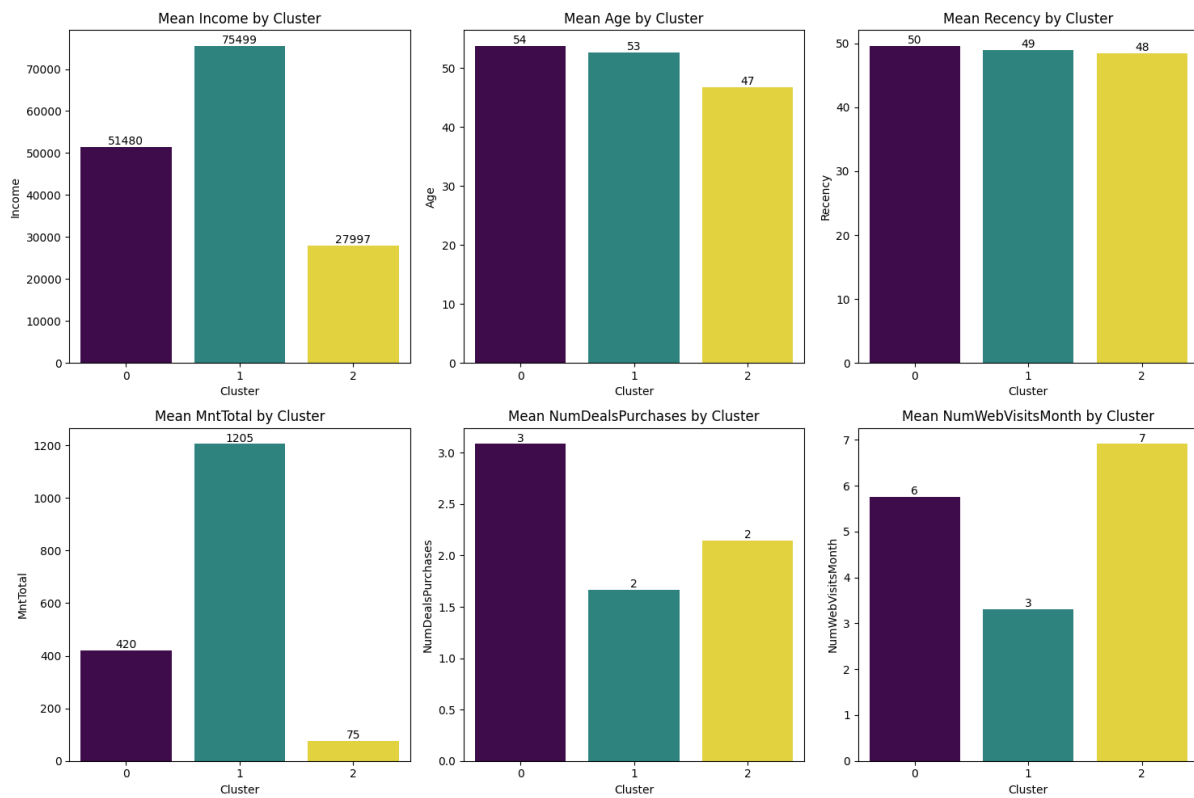 Mean Income by Cluster
75499
51480
27997
70000
60000
50000
40000
30000
20000
10000
0
Income
0 1 2
Cluster
Mean Age by Cluster
54
53
47
50
40
30
20
10
0
Age
0 1 2
Cluster
Mean Recency by Cluster
50
49
48
50
40
30
20
10
0
Recency
0 1 2
Cluster
Mean MntTotal by Cluster
1205
420
75
1200
1000
800
600
400
200
0
MntTotal
0 1 2
Cluster
Mean NumDealsPurchases by Cluster
3
2
2
3.0
2.5
2.0
1.5
1.0
0.5
0.0
NumDealsPurchases
0 1 2
Cluster
Mean NumWebVisitsMonth by Cluster
6
3
7
7
6
5
4
3
2
1
0
NumWebVisitsMonth
0 1 2
Cluster